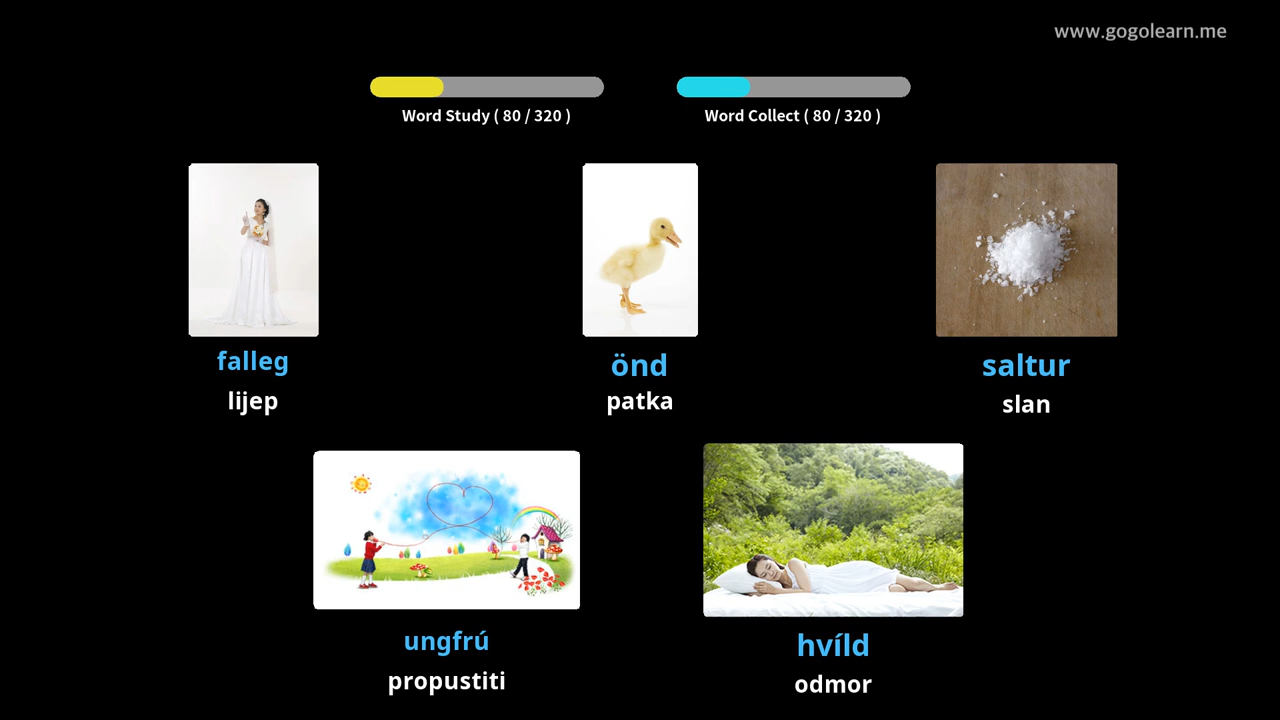 www.gogolearn.me
Word Study ( 80 / 320 )
Word Collect ( 80 / 320 )
falleg
lijep
önd
patka
saltur
slan
ungfrú
propustiti
hvíld
odmor